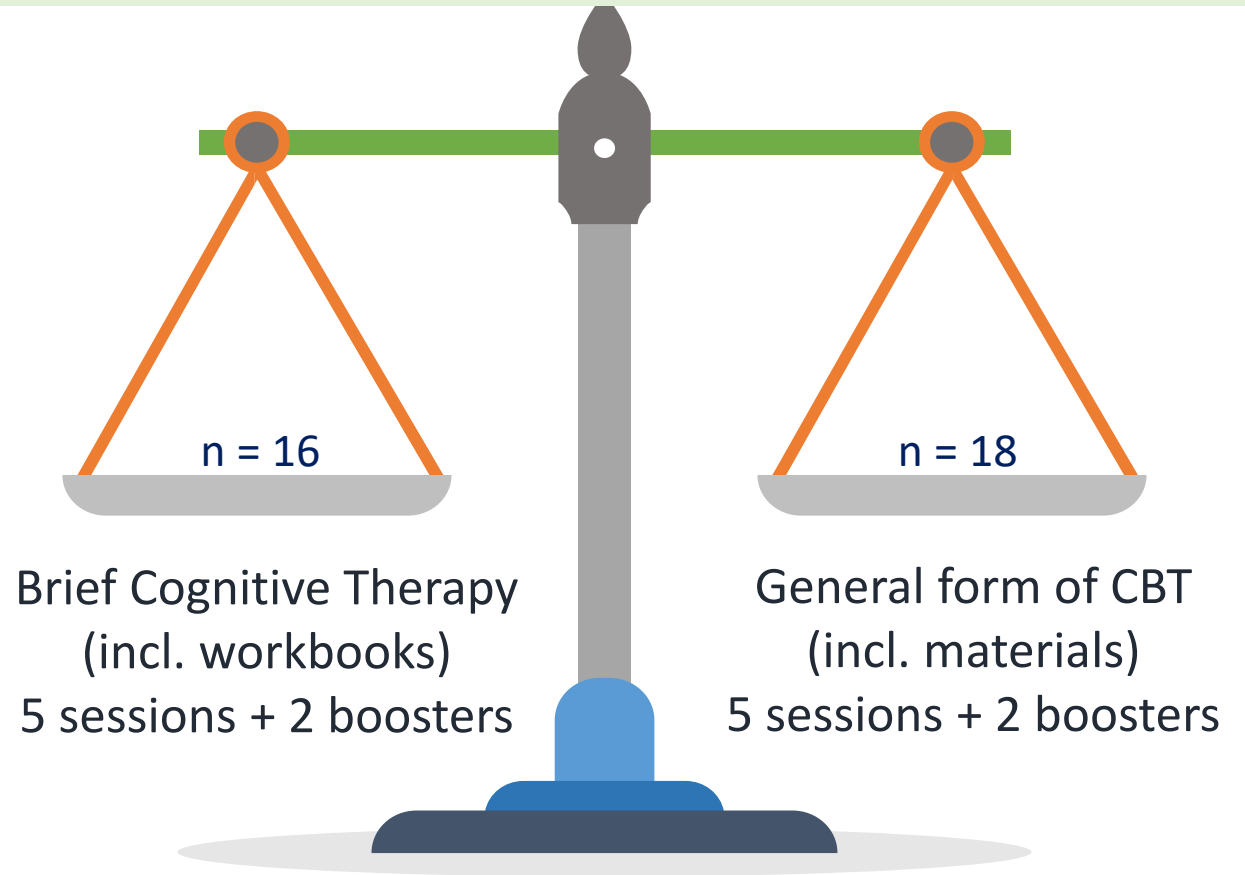 n = 16
Brief Cognitive Therapy
(incl. workbooks)
5 sessions + 2 boosters
n = 18
General form of CBT
(incl. materials)
5 sessions + 2 boosters